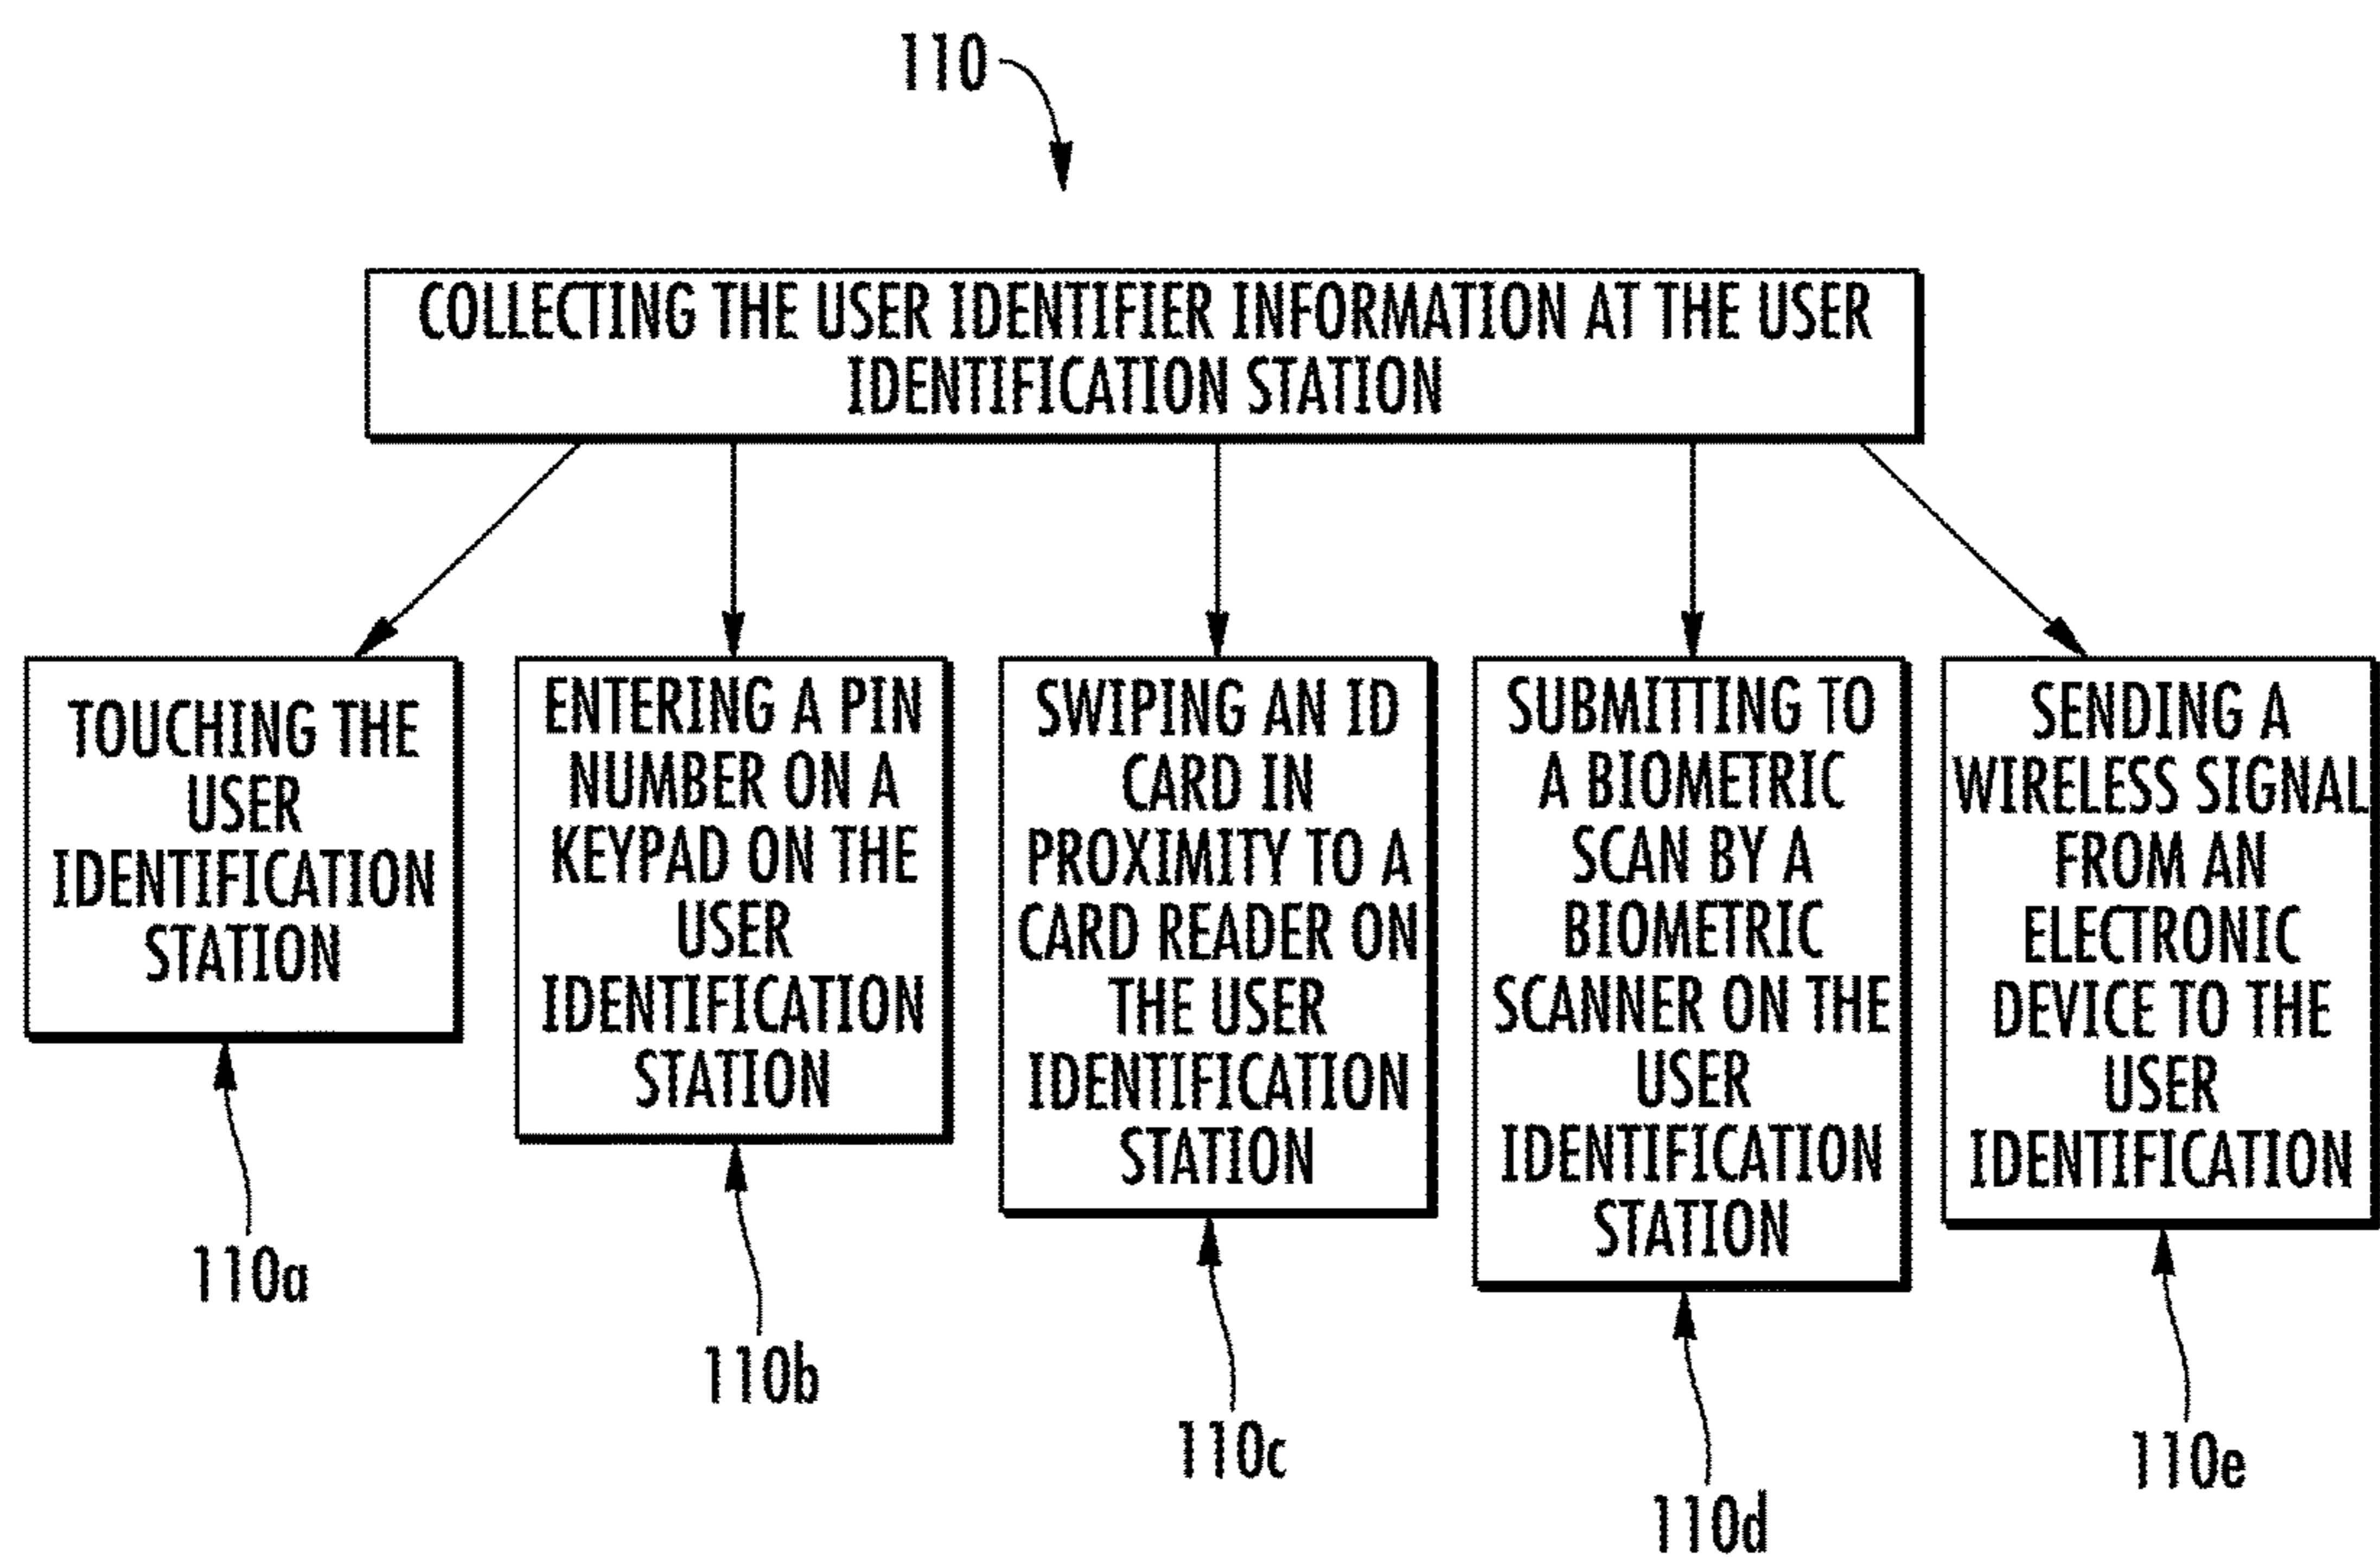 110
COLLECTING THE USER IDENTIFIER INFORMATION AT THE USER
IDENTIFICATION STATION
TOUCHING THE
USER
IDENTIFICATION
STATION
110a
ENTERING A PIN
NUMBER ON A
KEYPAD ON THE
USER
IDENTIFICATION
STATION
110b
SWIPING AN ID
CARD IN
PROXIMITY TO A
CARD READER ON
THE USER
IDENTIFICATION
STATION
110c
SUBMITTING TO
A BIOMETRIC
SCAN BY A
BIOMETRIC
SCANNER ON THE
USER
IDENTIFICATION
STATION
110d
SENDING A
WIRELESS SIGNAL
FROM AN
ELECTRONIC
DEVICE TO THE
USER
IDENTIFICATION
110e